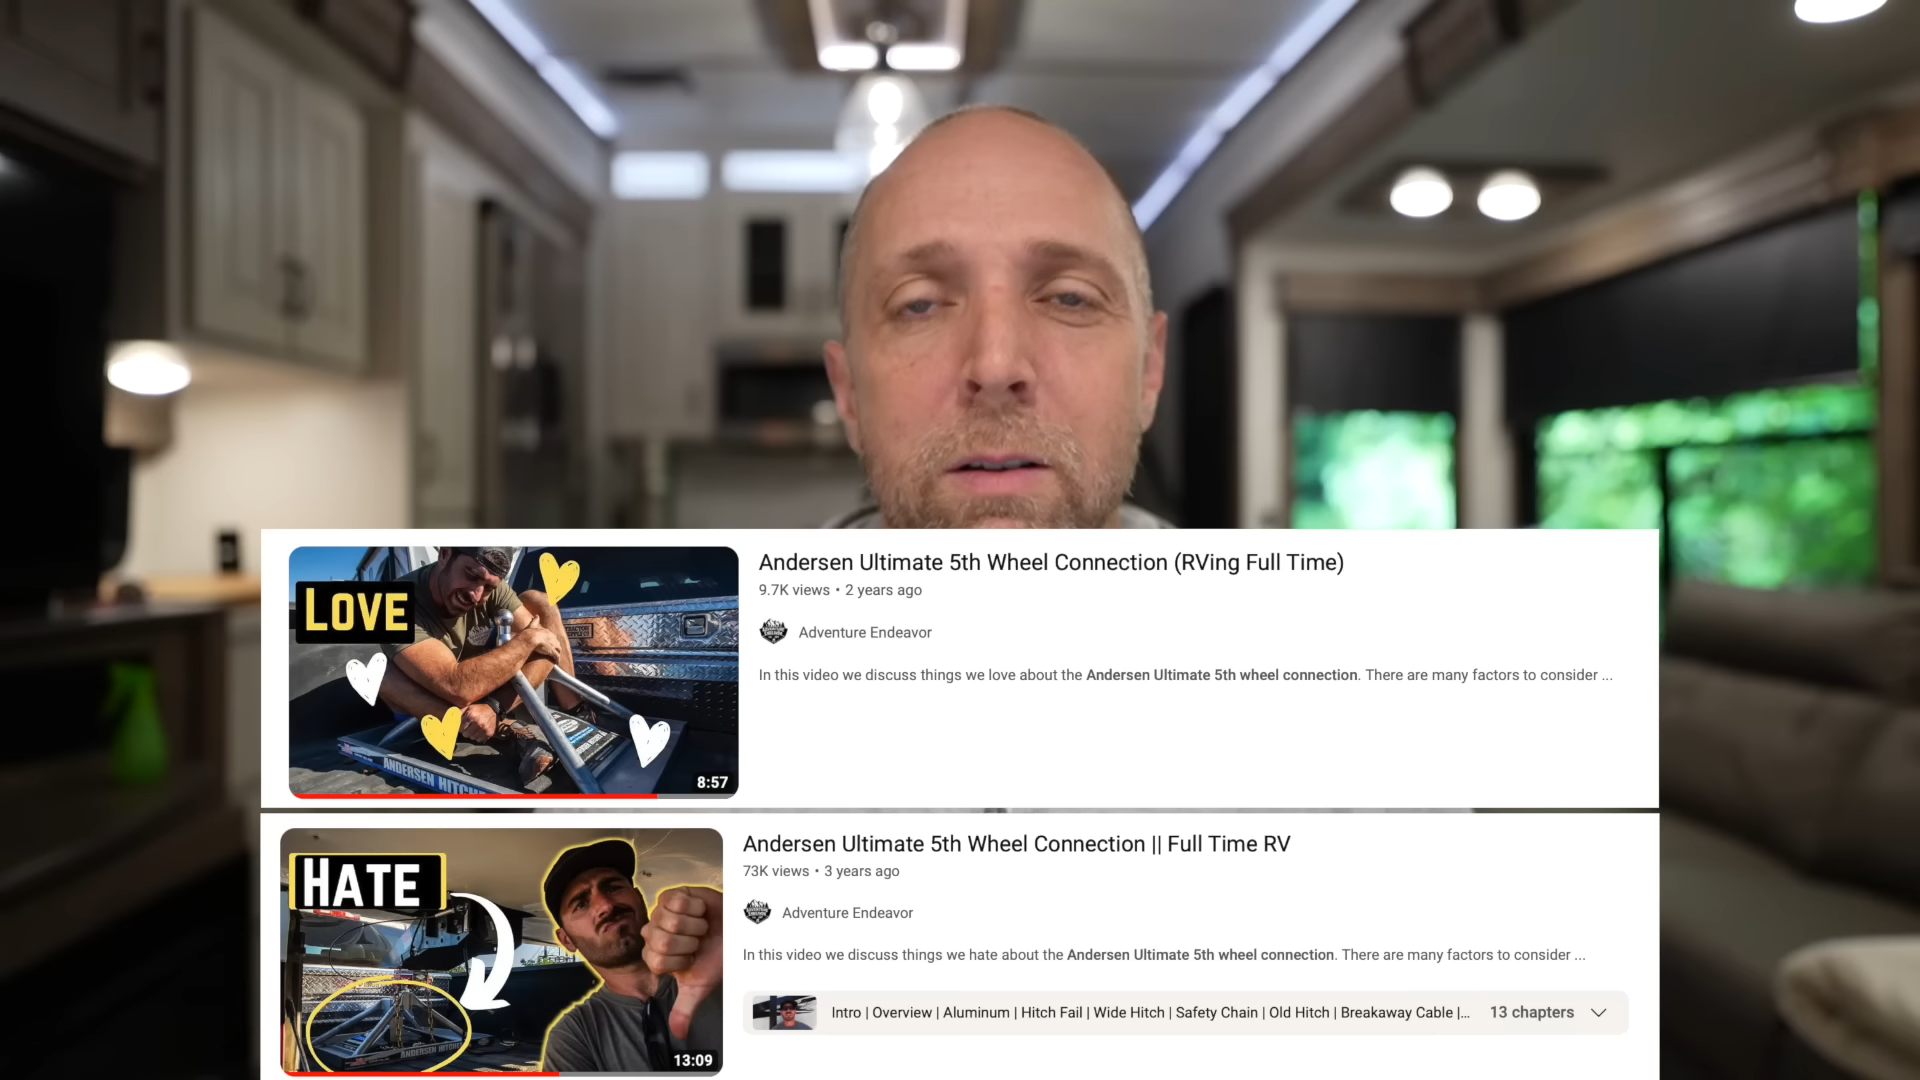 LOVE
ANDERSEN HITCH
8:57
Andersen Ultimate 5th Wheel Connection (RVing Full Time)
9.7K views • 2 years ago
Adventure Endeavor
In this video we discuss things we love about the Andersen Ultimate 5th wheel connection. There are many factors to consider ...
HATE
ANDERSEN HITCHES
13:09
Andersen Ultimate 5th Wheel Connection || Full Time RV
73K views • 3 years ago
Adventure Endeavor
In this video we discuss things we hate about the Andersen Ultimate 5th wheel connection. There are many factors to consider ...
Intro | Overview | Aluminum | Hitch Fail | Wide Hitch | Safety Chain | Old Hitch | Breakaway Cable |...
13 chapters